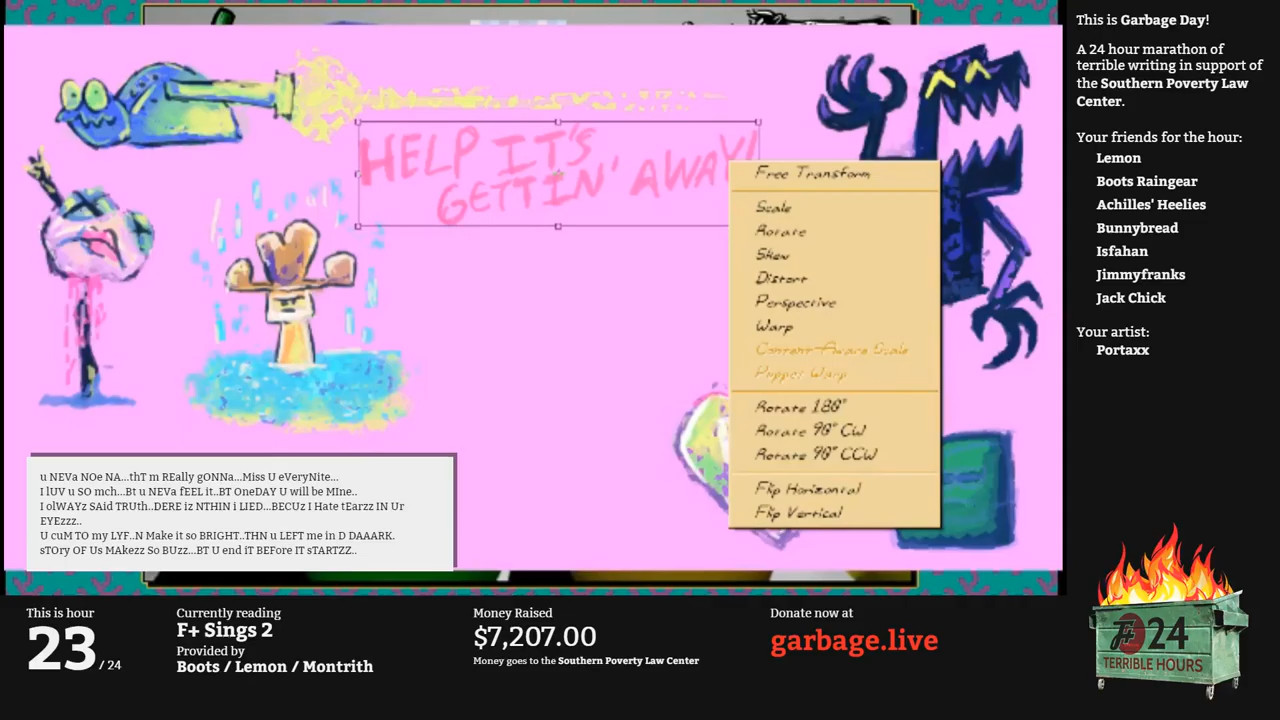 HELP IT'S
GETTIN' AWAY!
Free Transform
Scale
Rotate
Skew
Distort
Perspective
Warp
Content-Aware Scale
Puppet Warp
Rotate 180°
Rotate 90° CW
Rotate 90° CCW
Flip Horizontal
Flip Vertical
u NEVa NOe NA...thT m REally gONNa...Miss U eVeryNite...
I lUV u SO mch...Bt u NEVa fEEL it..BT OneDAY U will be MIne..
I olWAYz SAid TRUth..DERE iz NTHIN i LIED...BECUz I Hate tEarzz IN Ur
EYEzzz..
U cuM TO my LYF..N Make it so BRIGHT..THN u LEFT me in D DAAARK.
sTOry OF Us MAkezz So BUzz...BT U end iT BEFore IT sTARTZZ..
This is Garbage Day!
A 24 hour marathon of
terrible writing in support of
the Southern Poverty Law
Center.
Your friends for the hour:
Lemon
Boots Raingear
Achilles' Heelies
Bunnybread
Isfahan
Jimmyfranks
Jack Chick
Your artist:
Portaxx
This is hour
23 / 24
Currently reading
F+ Sings 2
Provided by
Boots / Lemon / Montrith
Money Raised
$7,207.00
Money goes to the Southern Poverty Law Center
Donate now at
garbage.live
F+ 24
TERRIBLE HOURS